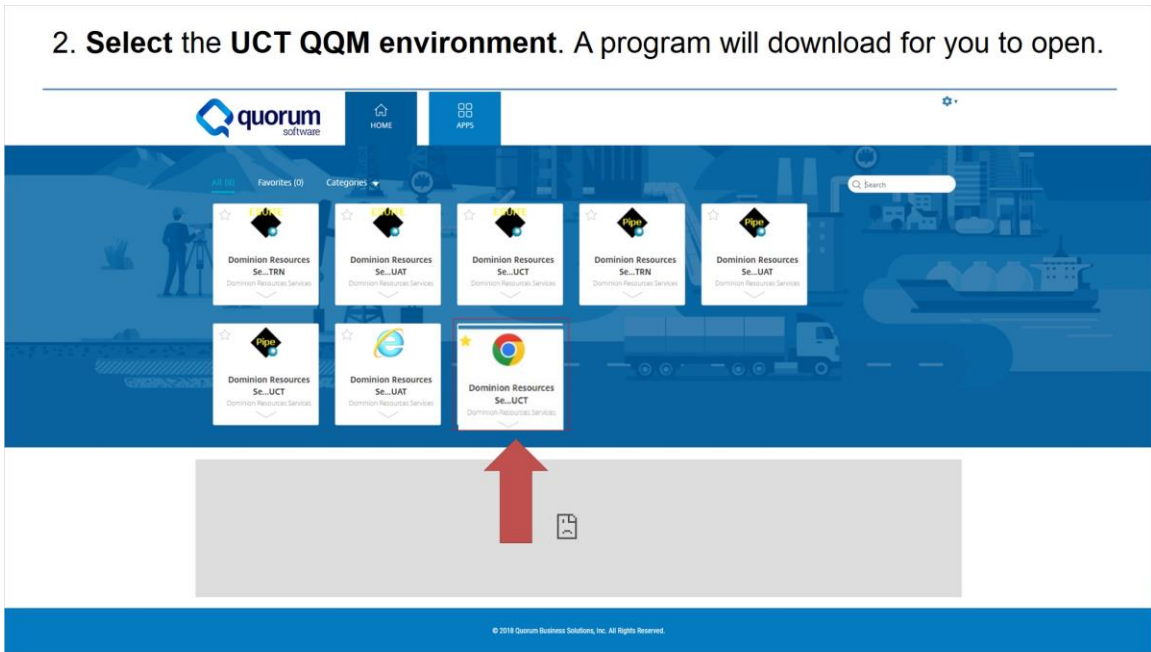 2. Select the UCT QQM environment. A program will download for you to open.
quorum
software
HOME
APPS
All (8) Favorites (0) Categories
Search
Dominion Resources
Se...TRN
Dominion Resources Services
Dominion Resources
Se...UAT
Dominion Resources Services
Dominion Resources
Se...UCT
Dominion Resources Services
Pipe
Dominion Resources
Se...TRN
Dominion Resources Services
Pipe
Dominion Resources
Se...UAT
Dominion Resources Services
Pipe
Dominion Resources
Se...UCT
Dominion Resources Services
Dominion Resources
Se...UAT
Dominion Resources Services
Dominion Resources
Se...UCT
Dominion Resources Services
© 2018 Quorum Business Solutions, Inc. All Rights Reserved.